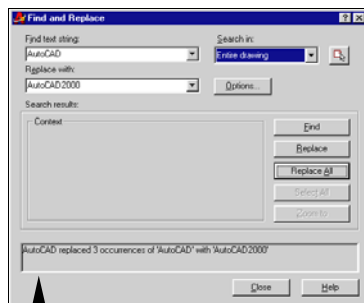 Find and Replace
Find text string:
AutoCAD
Search in:
Entire drawing
Replace with:
AutoCAD2000
Options...
Search results:
Context
Find
Replace
Replace All
Select All
Zoom to
AutoCAD replaced 3 occurrences of 'AutoCAD' with 'AutoCAD2000'
Close
Help